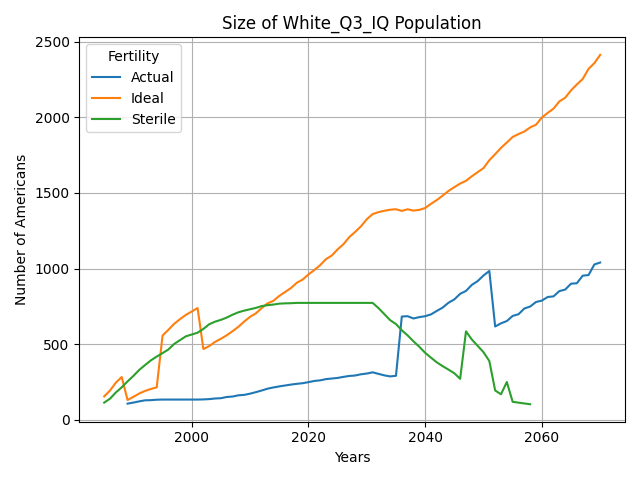 Size of White_Q3_IQ Population
Number of Americans
2500
2000
1500
1000
500
0
Fertility
Actual
Ideal
Sterile
2000
2020
2040
2060
Years